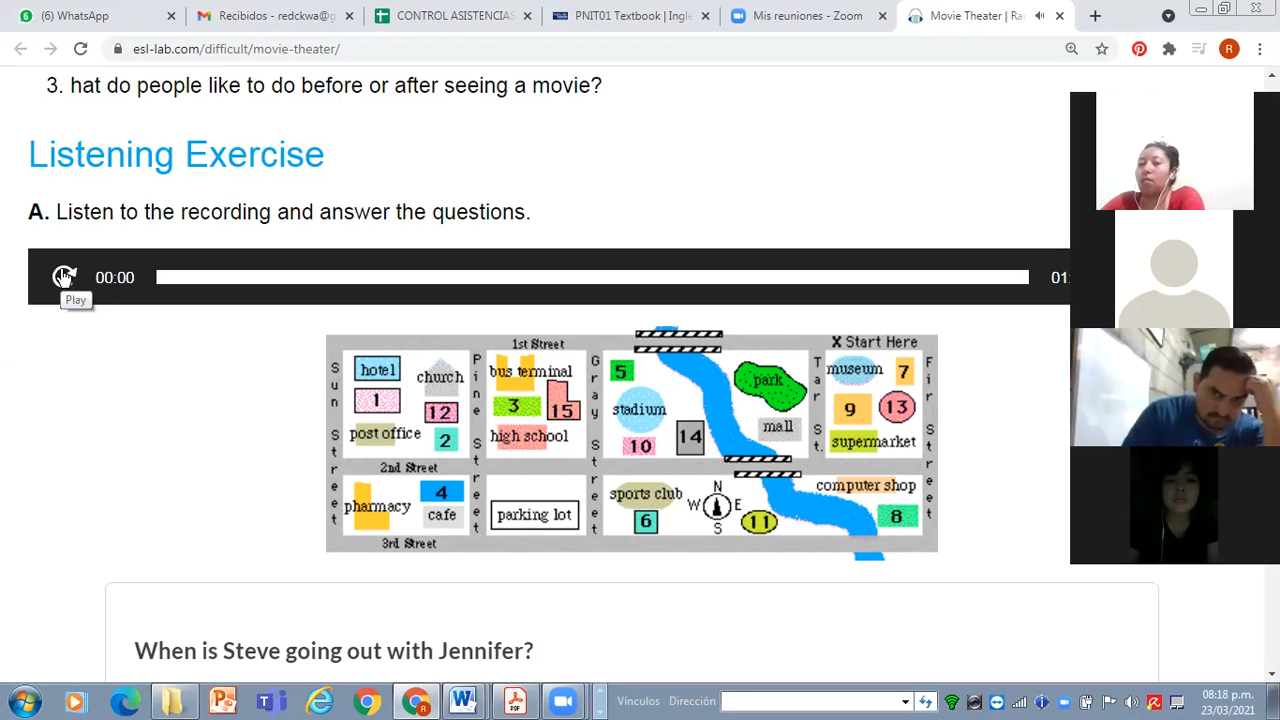 (6) WhatsApp
Recibidos - redckwa@g
CONTROL ASISTENCIAS
PNIT01 Textbook | Ingle
Mis reuniones - Zoom
Movie Theater | Ra
esl-lab.com/difficult/movie-theater/
R
3. hat do people like to do before or after seeing a movie?
Listening Exercise
A. Listen to the recording and answer the questions.
00:00
01:
Play
1st Street
X Start Here
Sun Street
hotel
church
1
12
post office
2
Pine Street
bus terminal
3
15
high school
Gray Street
5
stadium
10
14
park
mall
Tar St.
museum
7
9
13
supermarket
Fir Street
2nd Street
pharmacy
4
cafe
parking lot
sports club
6
N
W
E
S
11
computer shop
8
3rd Street
When is Steve going out with Jennifer?
Vínculos
Dirección
08:18 p.m.
23/03/2021